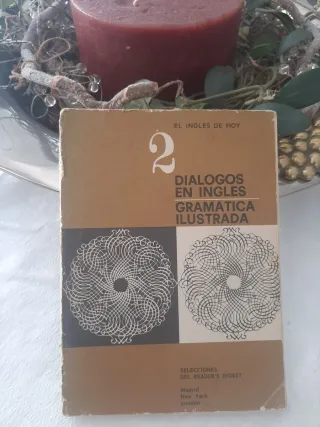 EL INGLES DE HOY
2
DIALOGOS
EN INGLES
GRAMATICA
ILUSTRADA
SELECCIONES
DEL READER'S DIGEST
Madrid
New York